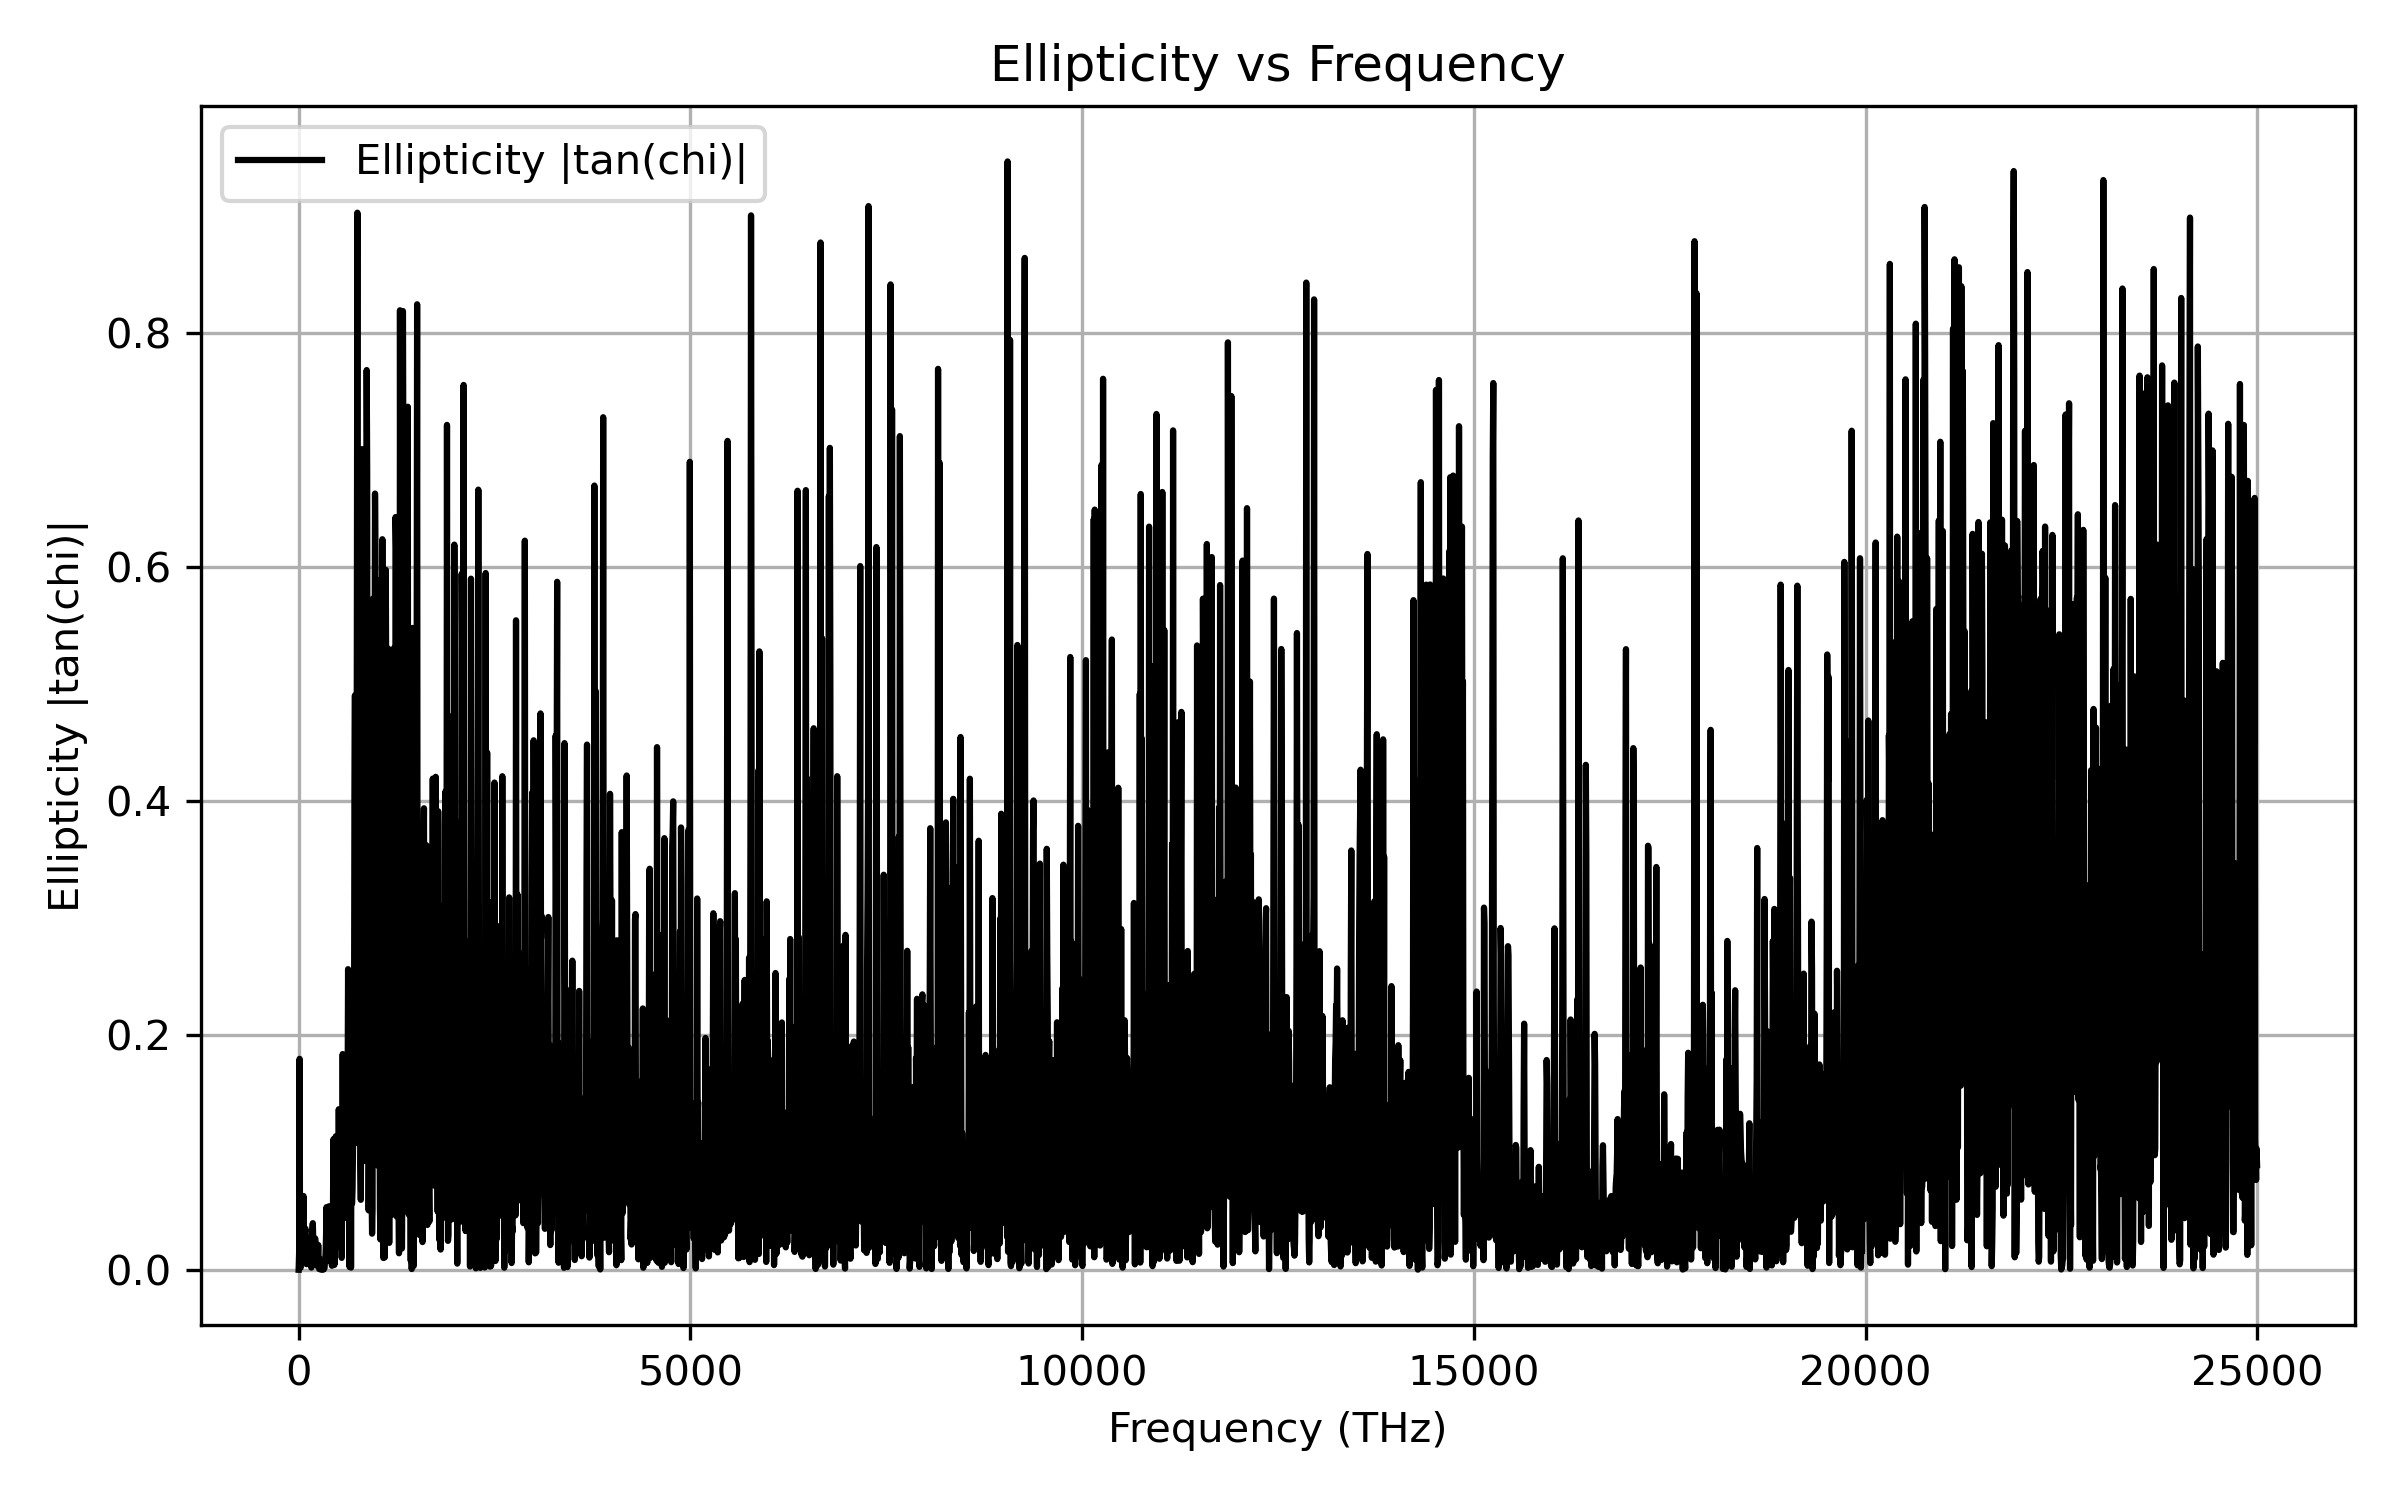 Ellipticity vs Frequency
Ellipticity |tan(chi)|
Ellipticity |tan(chi)|
0.8
0.6
0.4
0.2
0.0
0 5000 10000 15000 20000 25000
Frequency (THz)